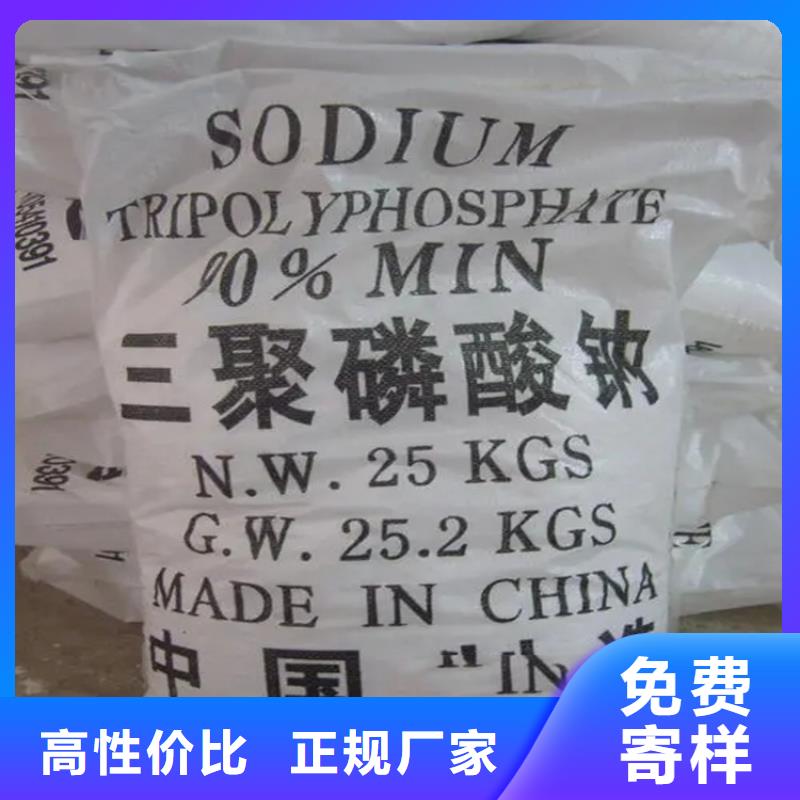 SODIUM
TRIPOLYPHOSPHATE
90% MIN
三聚磷酸钠
N.W. 25 KGS
G.W. 25.2 KGS
MADE IN CHINA
中国
高性价比 正规厂家
免费
寄样